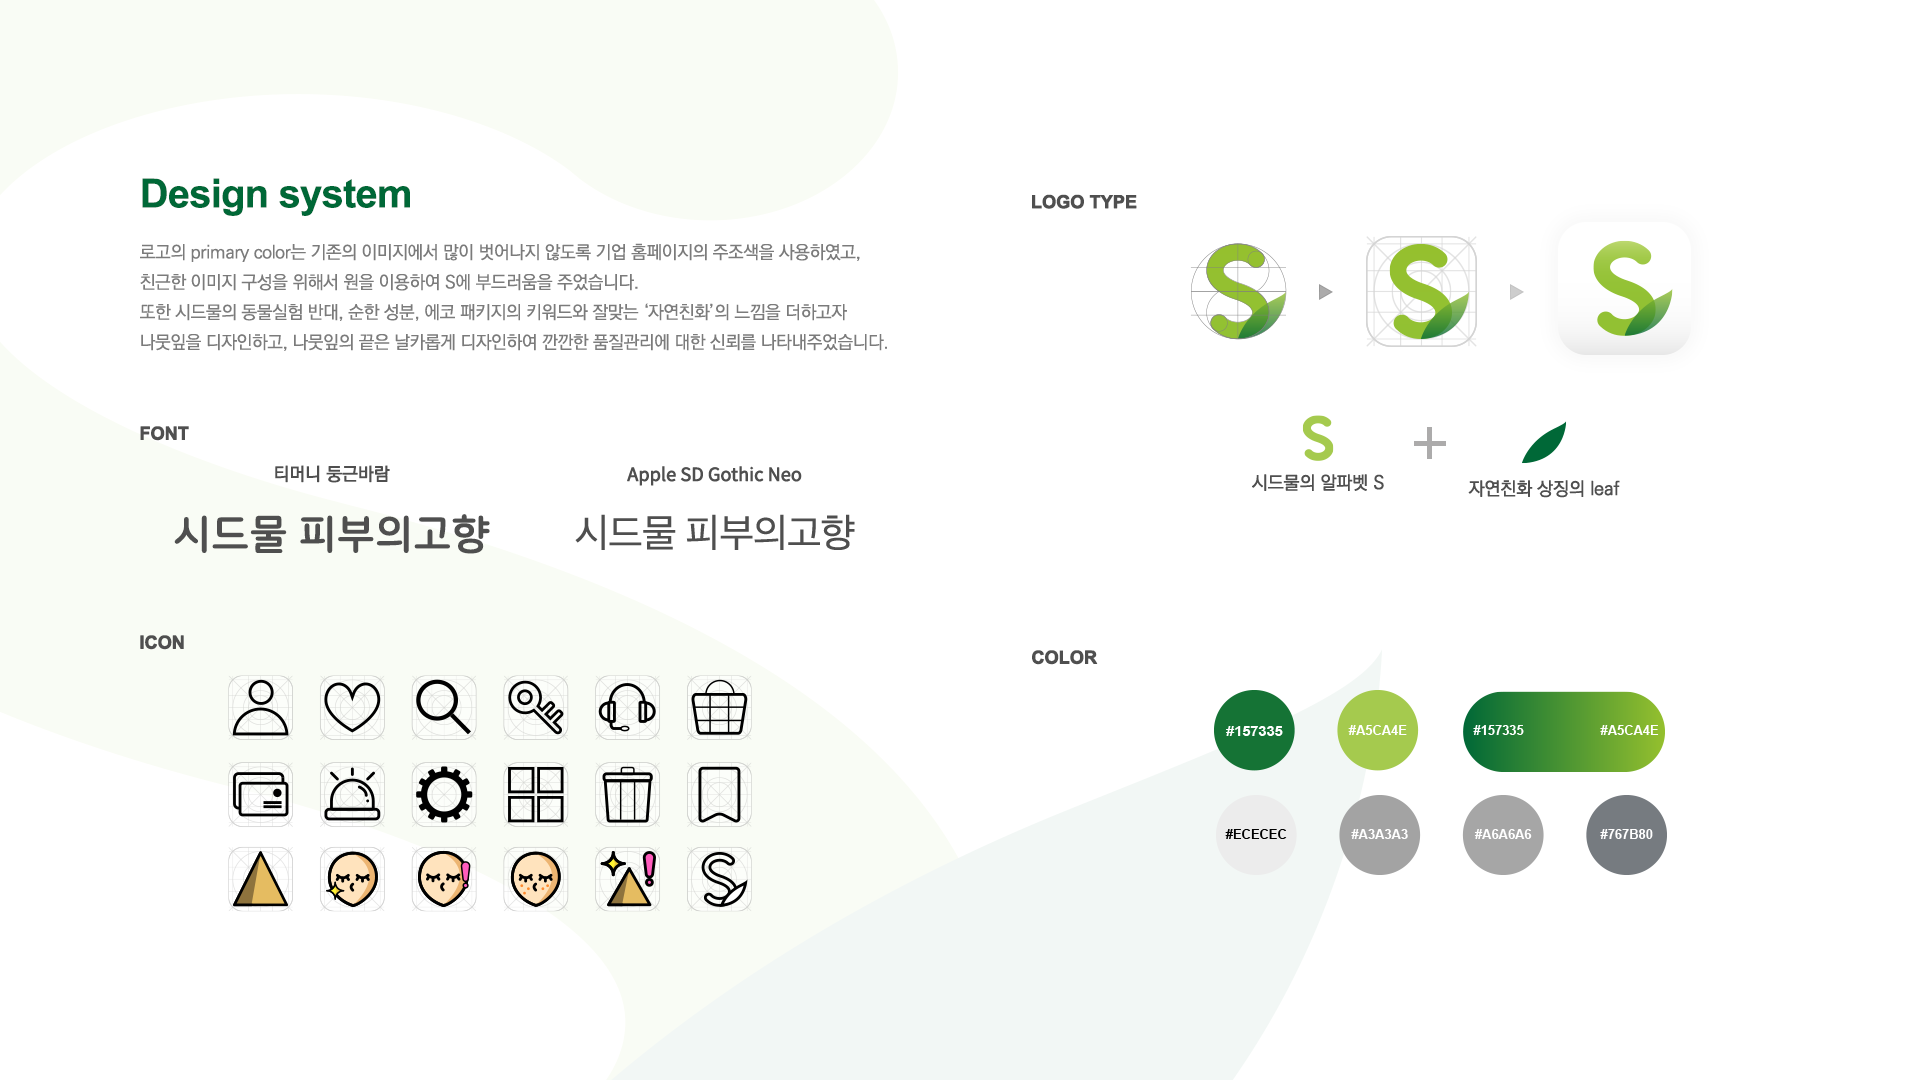 Design system
로고의 primary color는 기존의 이미지에서 많이 벗어나지 않도록 기업 홈페이지의 주조색을 사용하였고,
친근한 이미지 구성을 위해서 원을 이용하여 S에 부드러움을 주었습니다.
또한 시드물의 동물실험 반대, 순한 성분, 에코 패키지의 키워드와 잘맞는 ‘자연친화’의 느낌을 더하고자
나뭇잎을 디자인하고, 나뭇잎의 끝은 날카롭게 디자인하여 깐깐한 품질관리에 대한 신뢰를 나타내주었습니다.
FONT
티머니 둥근바람
Apple SD Gothic Neo
시드물 피부의고향
시드물 피부의고향
ICON
LOGO TYPE
시드물의 알파벳 S
자연친화 상징의 leaf
COLOR
#157335
#A5CA4E
#157335
#A5CA4E
#ECECEC
#A3A3A3
#A6A6A6
#767B80